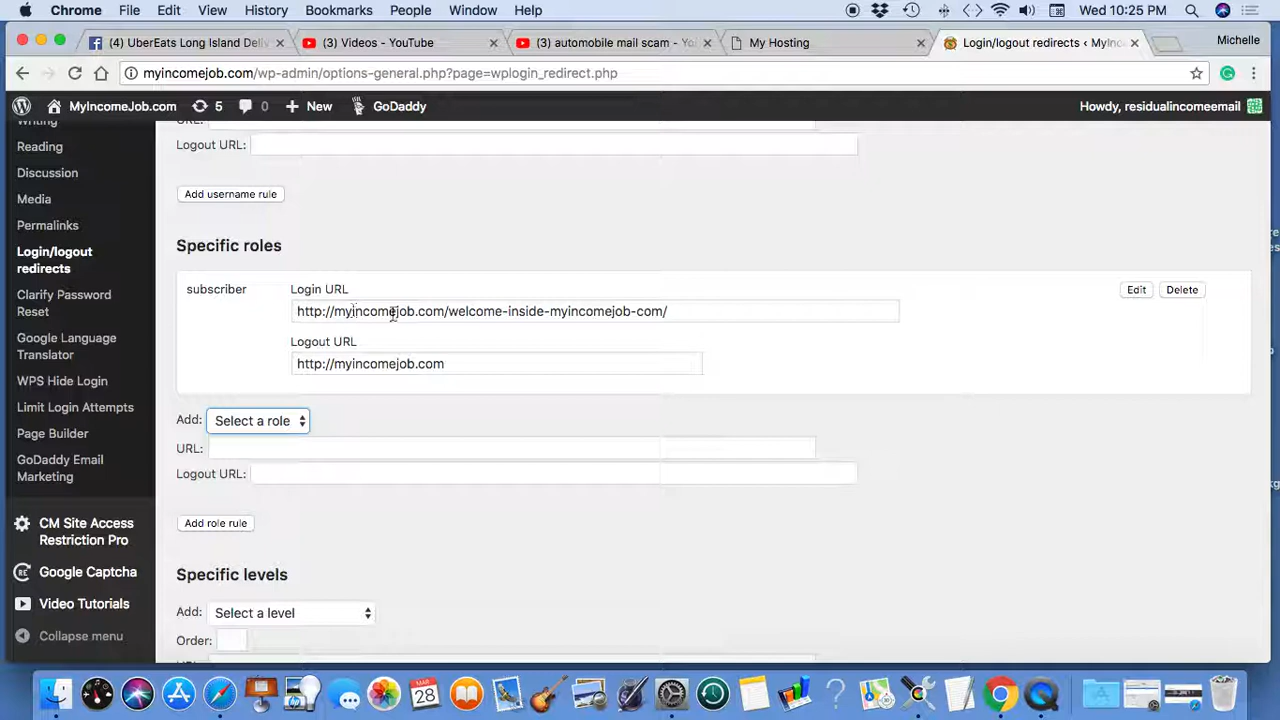 Chrome File Edit View History Bookmarks People Window Help Wed 10:25 PM
(4) UberEats Long Island Deli (3) Videos - YouTube (3) automobile mail scam - Yo My Hosting Login/logout redirects ‹ MyInc Michelle
myincomejob.com/wp-admin/options-general.php?page=wplogin_redirect.php
MyIncomeJob.com 5 0 New GoDaddy Howdy, residualincomeemail
Writing
Reading
Discussion
Media
Permalinks
Login/logout
redirects
Clarify Password
Reset
Google Language
Translator
WPS Hide Login
Limit Login Attempts
Page Builder
GoDaddy Email
Marketing
CM Site Access
Restriction Pro
Google Captcha
Video Tutorials
Collapse menu
URL:
Logout URL:
Add username rule
Specific roles
subscriber Login URL Edit Delete
http://myincomejob.com/welcome-inside-myincomejob-com/
Logout URL
http://myincomejob.com
Add: Select a role
URL:
Logout URL:
Add role rule
Specific levels
Add: Select a level
Order:
URL:
MAR
28